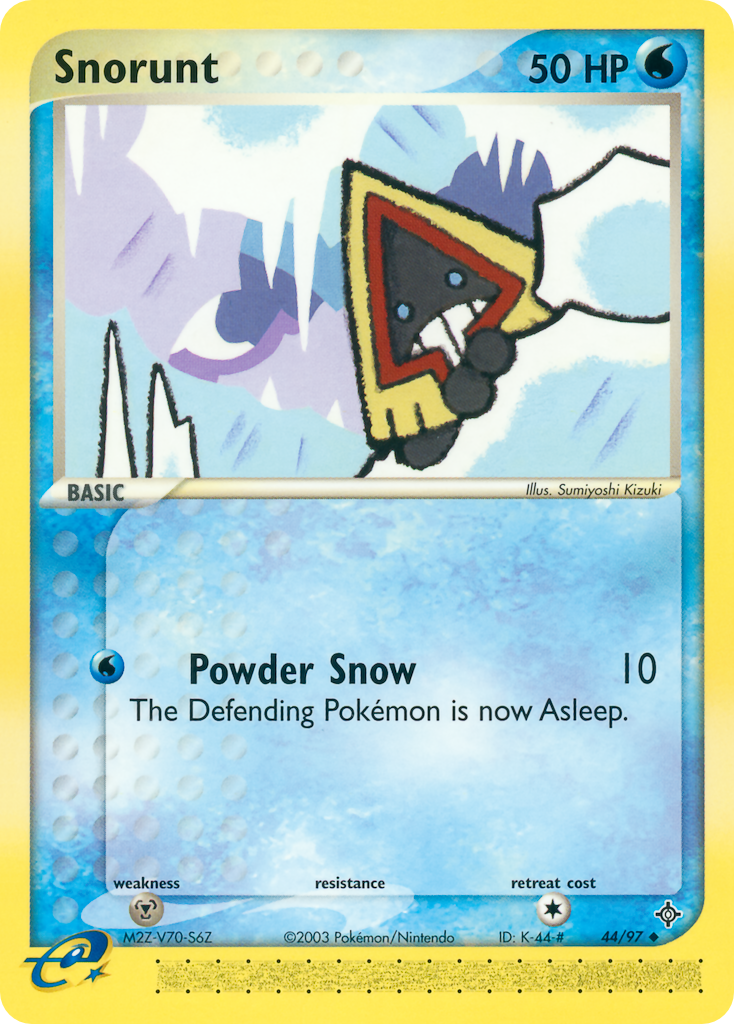 Snorunt 50 HP
BASIC
Illus. Sumiyoshi Kizuki
Powder Snow 10
The Defending Pokémon is now Asleep.
weakness resistance retreat cost
M2Z-V70-S6Z ©2003 Pokémon/Nintendo ID: K-44-# 44/97
e